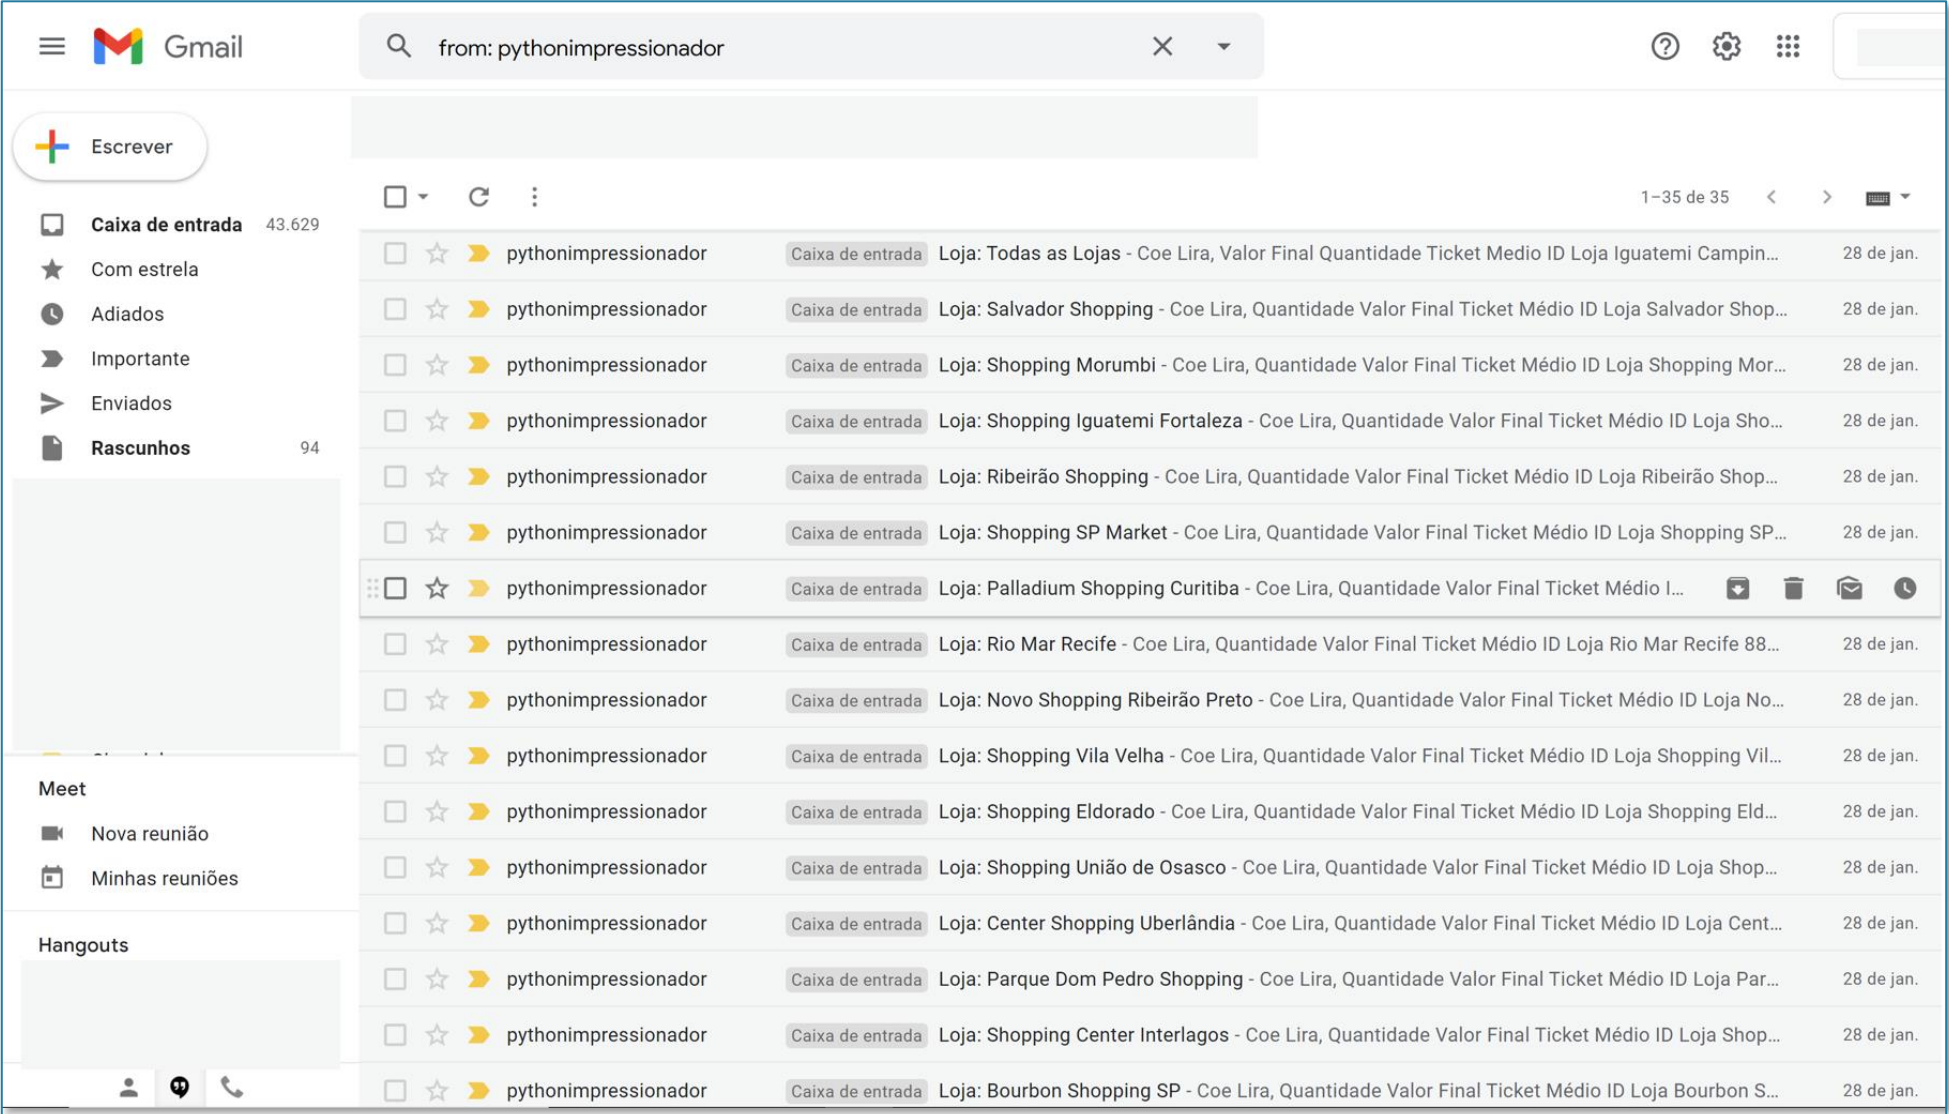 Gmail
from: pythonimpressionador
Escrever
1–35 de 35
Caixa de entrada 43.629
Com estrela
Adiados
Importante
Enviados
Rascunhos 94
Meet
Nova reunião
Minhas reuniões
Hangouts
pythonimpressionador Caixa de entrada Loja: Todas as Lojas - Coe Lira, Valor Final Quantidade Ticket Medio ID Loja Iguatemi Campin... 28 de jan.
pythonimpressionador Caixa de entrada Loja: Salvador Shopping - Coe Lira, Quantidade Valor Final Ticket Médio ID Loja Salvador Shop... 28 de jan.
pythonimpressionador Caixa de entrada Loja: Shopping Morumbi - Coe Lira, Quantidade Valor Final Ticket Médio ID Loja Shopping Mor... 28 de jan.
pythonimpressionador Caixa de entrada Loja: Shopping Iguatemi Fortaleza - Coe Lira, Quantidade Valor Final Ticket Médio ID Loja Sho... 28 de jan.
pythonimpressionador Caixa de entrada Loja: Ribeirão Shopping - Coe Lira, Quantidade Valor Final Ticket Médio ID Loja Ribeirão Shop... 28 de jan.
pythonimpressionador Caixa de entrada Loja: Shopping SP Market - Coe Lira, Quantidade Valor Final Ticket Médio ID Loja Shopping SP... 28 de jan.
pythonimpressionador Caixa de entrada Loja: Palladium Shopping Curitiba - Coe Lira, Quantidade Valor Final Ticket Médio I...
pythonimpressionador Caixa de entrada Loja: Rio Mar Recife - Coe Lira, Quantidade Valor Final Ticket Médio ID Loja Rio Mar Recife 88... 28 de jan.
pythonimpressionador Caixa de entrada Loja: Novo Shopping Ribeirão Preto - Coe Lira, Quantidade Valor Final Ticket Médio ID Loja No... 28 de jan.
pythonimpressionador Caixa de entrada Loja: Shopping Vila Velha - Coe Lira, Quantidade Valor Final Ticket Médio ID Loja Shopping Vil... 28 de jan.
pythonimpressionador Caixa de entrada Loja: Shopping Eldorado - Coe Lira, Quantidade Valor Final Ticket Médio ID Loja Shopping Eld... 28 de jan.
pythonimpressionador Caixa de entrada Loja: Shopping União de Osasco - Coe Lira, Quantidade Valor Final Ticket Médio ID Loja Shop... 28 de jan.
pythonimpressionador Caixa de entrada Loja: Center Shopping Uberlândia - Coe Lira, Quantidade Valor Final Ticket Médio ID Loja Cent... 28 de jan.
pythonimpressionador Caixa de entrada Loja: Parque Dom Pedro Shopping - Coe Lira, Quantidade Valor Final Ticket Médio ID Loja Par... 28 de jan.
pythonimpressionador Caixa de entrada Loja: Shopping Center Interlagos - Coe Lira, Quantidade Valor Final Ticket Médio ID Loja Shop... 28 de jan.
pythonimpressionador Caixa de entrada Loja: Bourbon Shopping SP - Coe Lira, Quantidade Valor Final Ticket Médio ID Loja Bourbon S... 28 de jan.